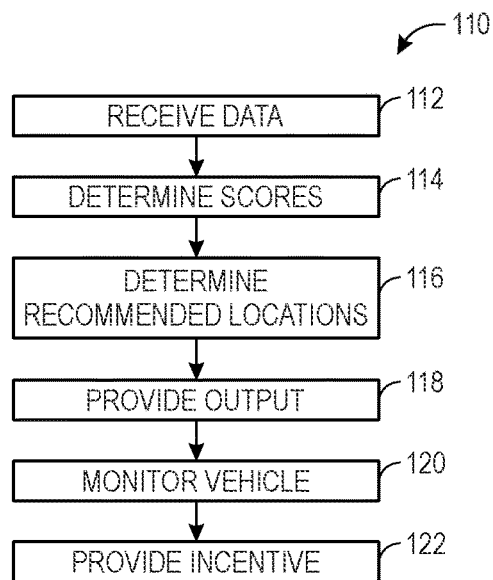 110
RECEIVE DATA
112
DETERMINE SCORES
114
DETERMINE
RECOMMENDED LOCATIONS
116
PROVIDE OUTPUT
118
MONITOR VEHICLE
120
PROVIDE INCENTIVE
122